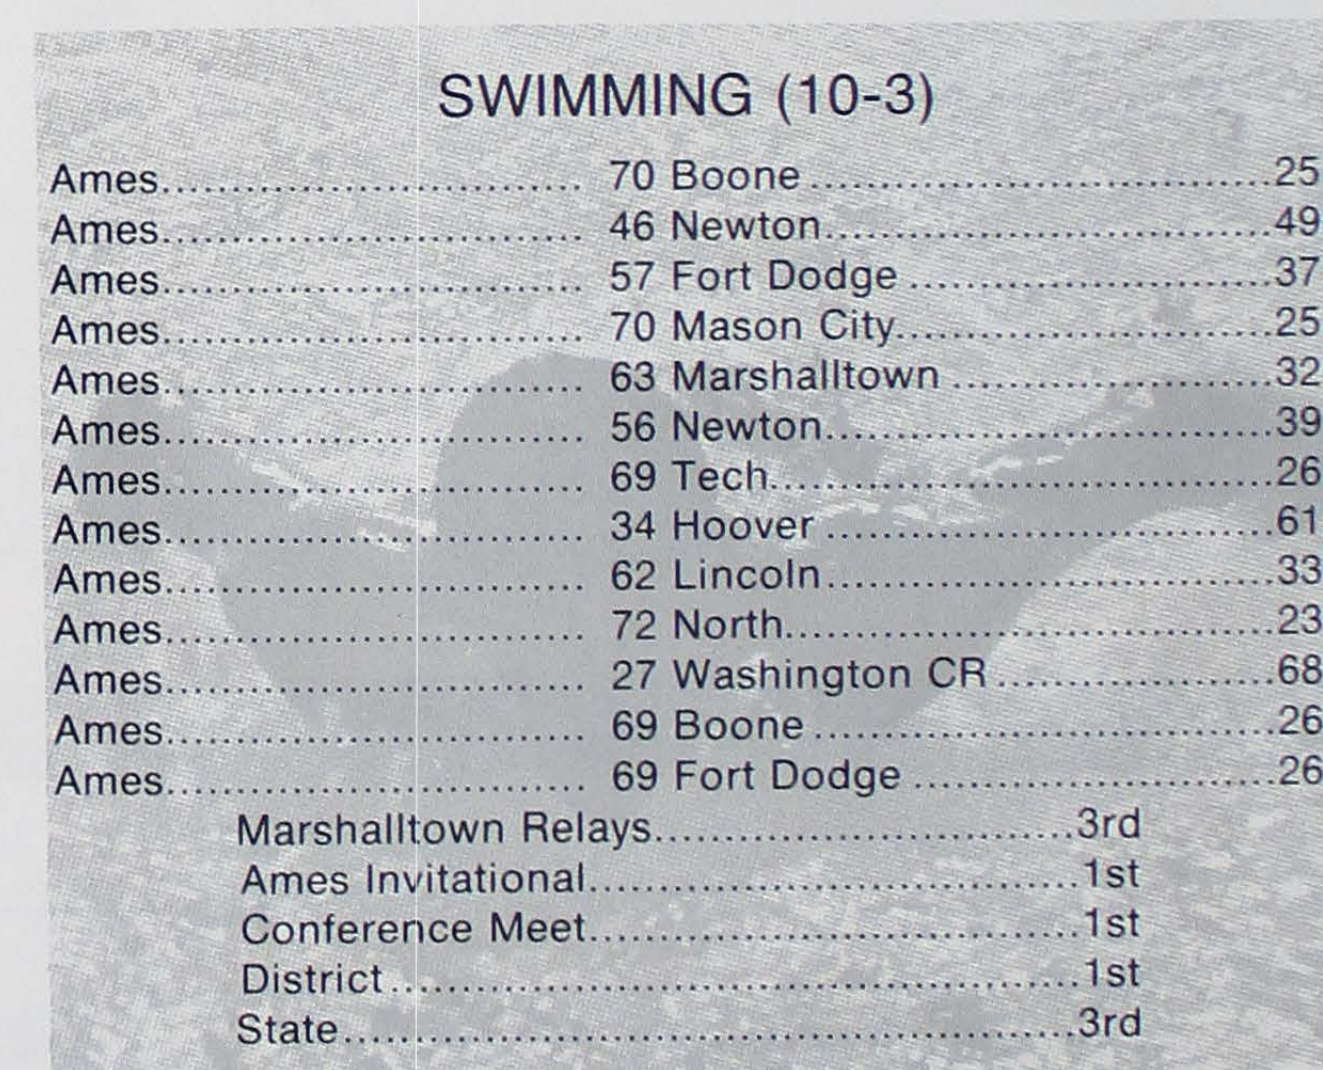 SWIMMING (10-3)
Ames.............................. 70 Boone.................................25
Ames.............................. 46 Newton................................49
Ames.............................. 57 Fort Dodge..........................37
Ames.............................. 70 Mason City...........................25
Ames.............................. 63 Marshalltown.......................32
Ames.............................. 56 Newton................................39
Ames.............................. 69 Tech....................................26
Ames.............................. 34 Hoover................................61
Ames.............................. 62 Lincoln................................33
Ames.............................. 72 North...................................23
Ames.............................. 27 Washington CR....................68
Ames.............................. 69 Boone.................................26
Ames.............................. 69 Fort Dodge..........................26
Marshalltown Relays..............................3rd
Ames Invitational...................................1st
Conference Meet...................................1st
District.................................................1st
State....................................................3rd